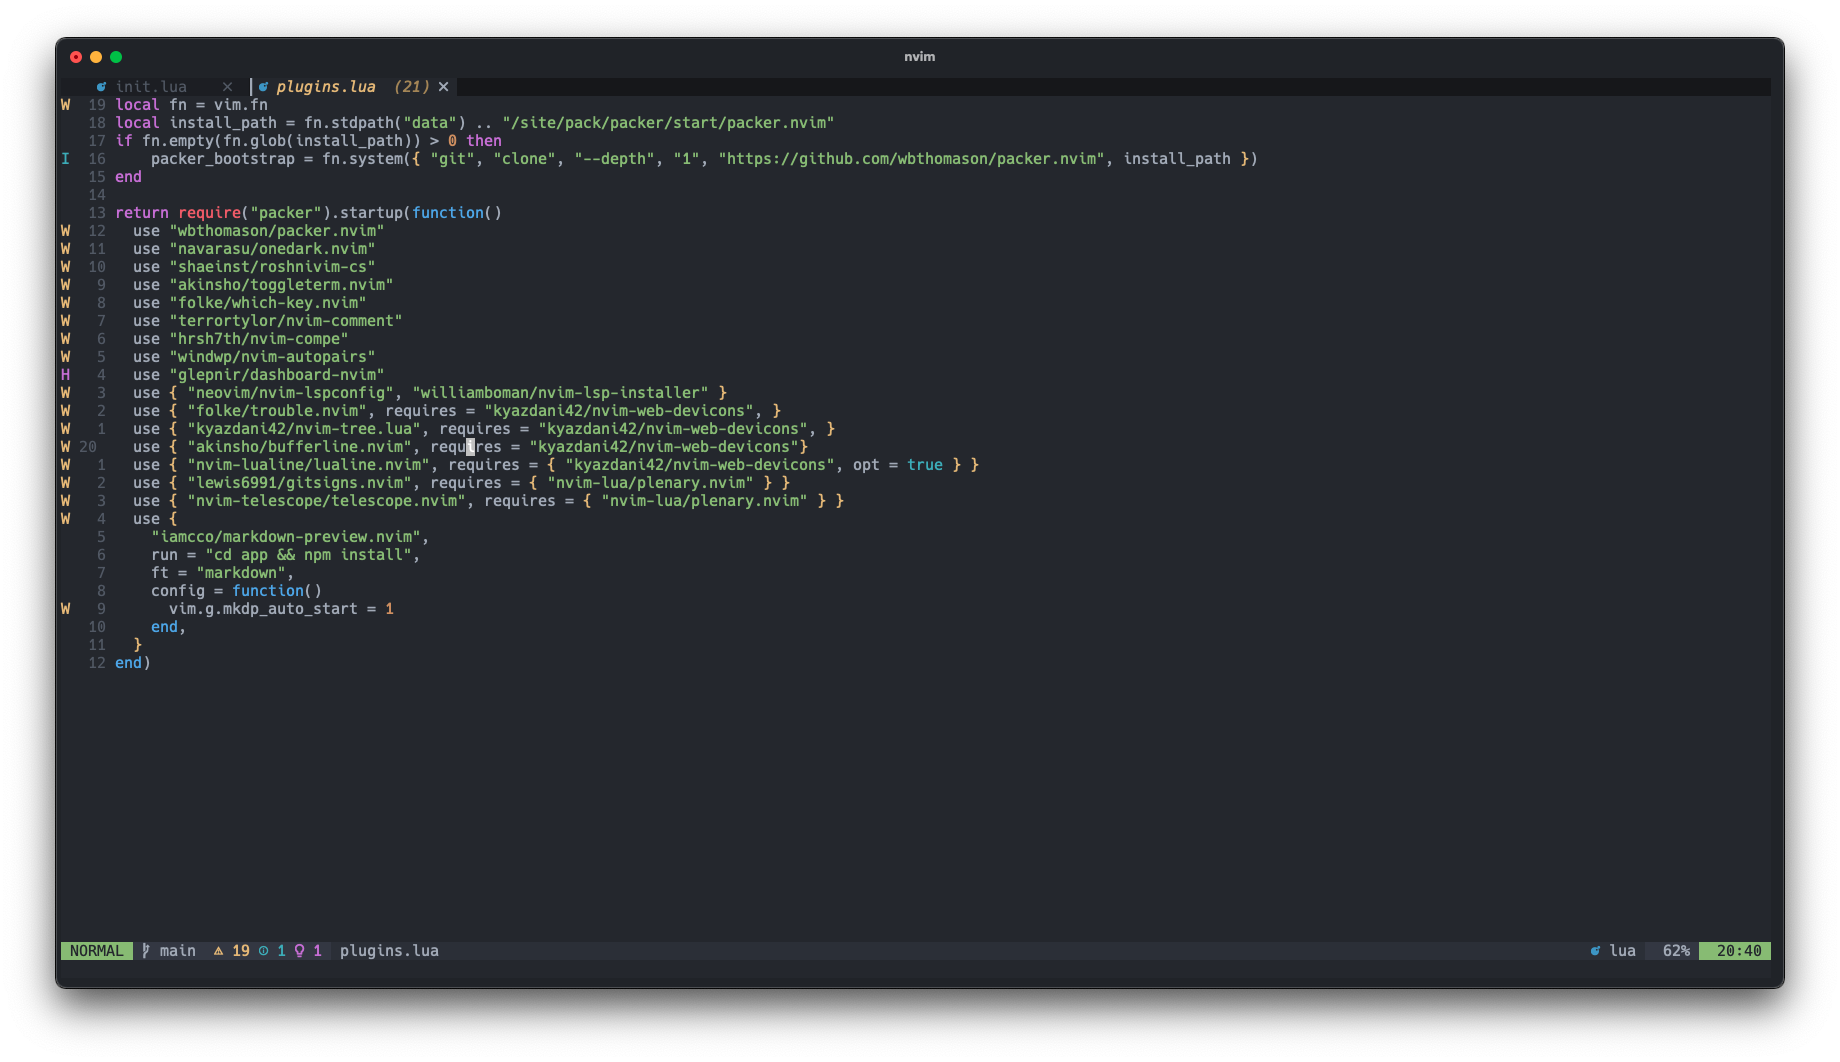 nvim
init.lua × plugins.lua (21) ×
W 19 local fn = vim.fn
18 local install_path = fn.stdpath("data") .. "/site/pack/packer/start/packer.nvim"
17 if fn.empty(fn.glob(install_path)) > 0 then
I 16     packer_bootstrap = fn.system({ "git", "clone", "--depth", "1", "https://github.com/wbthomason/packer.nvim", install_path })
15 end
14
13 return require("packer").startup(function()
W 12   use "wbthomason/packer.nvim"
W 11   use "navarasu/onedark.nvim"
W 10   use "shaeinst/roshnivim-cs"
W 9   use "akinsho/toggleterm.nvim"
W 8   use "folke/which-key.nvim"
W 7   use "terrortylor/nvim-comment"
W 6   use "hrsh7th/nvim-compe"
W 5   use "windwp/nvim-autopairs"
H 4   use "glepnir/dashboard-nvim"
W 3   use { "neovim/nvim-lspconfig", "williamboman/nvim-lsp-installer" }
W 2   use { "folke/trouble.nvim", requires = "kyazdani42/nvim-web-devicons", }
W 1   use { "kyazdani42/nvim-tree.lua", requires = "kyazdani42/nvim-web-devicons", }
W 20   use { "akinsho/bufferline.nvim", requires = "kyazdani42/nvim-web-devicons"}
W 1   use { "nvim-lualine/lualine.nvim", requires = { "kyazdani42/nvim-web-devicons", opt = true } }
W 2   use { "lewis6991/gitsigns.nvim", requires = { "nvim-lua/plenary.nvim" } }
W 3   use { "nvim-telescope/telescope.nvim", requires = { "nvim-lua/plenary.nvim" } }
W 4   use {
5     "iamcco/markdown-preview.nvim",
6     run = "cd app && npm install",
7     ft = "markdown",
8     config = function()
W 9       vim.g.mkdp_auto_start = 1
10     end,
11   }
12 end)
NORMAL main 19 1 1 plugins.lua lua 62% 20:40